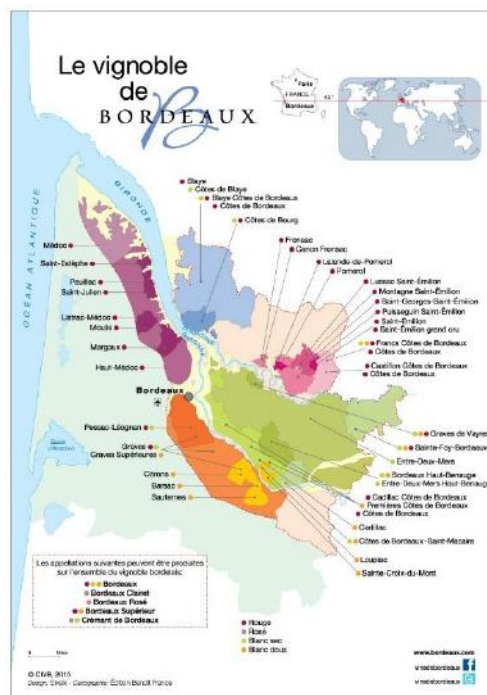 Le vignoble
de
BORDEAUX
Paris
FRANCE
Bordeaux
45°
OCÉAN ATLANTIQUE
GIRONDE
Blaye
Côtes de Blaye
Blaye Côtes de Bordeaux
Côtes de Bordeaux
Côtes de Bourg
Fronsac
Canon Fronsac
Lalande-de-Pomerol
Pomerol
Lussac Saint-Émilion
Montagne Saint-Émilion
Saint-Georges-Saint-Émilion
Puisseguin Saint-Émilion
Saint-Émilion
Saint-Émilion grand cru
Francs Côtes de Bordeaux
Côtes de Bordeaux
Castillon Côtes de Bordeaux
Côtes de Bordeaux
Médoc
Saint-Estèphe
Pauillac
Saint-Julien
Listrac-Médoc
Moulis
Margaux
Haut-Médoc
Bordeaux
Pessac-Léognan
Graves
Graves Supérieures
Cérons
Barsac
Sauternes
Graves de Vayres
Sainte-Foy-Bordeaux
Entre-Deux-Mers
Bordeaux Haut-Benauge
Entre-Deux-Mers Haut-Benauge
Cadillac Côtes de Bordeaux
Premières Côtes de Bordeaux
Côtes de Bordeaux
Cadillac
Côtes de Bordeaux-Saint-Macaire
Loupiac
Sainte-Croix-du-Mont
Les appellations suivantes peuvent être produites
sur l'ensemble du vignoble bordelais:
Bordeaux
Bordeaux Clairet
Bordeaux Rosé
Bordeaux Supérieur
Crémant de Bordeaux
Rouge
Rosé
Blanc sec
Blanc doux
© CIVB, 2015
Cartographie: Édition Benoît France
www.bordeaux.com
vinsdebordeaux
vinsdebordeaux